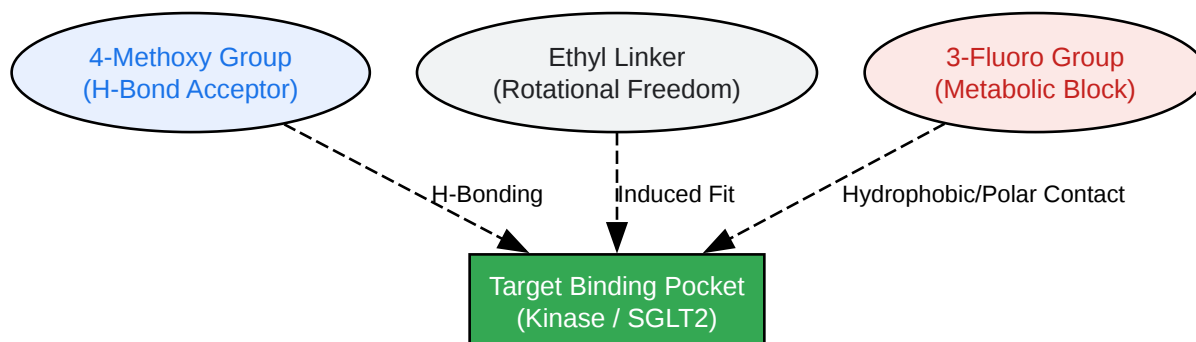 4-Methoxy Group
(H-Bond Acceptor)
Ethyl Linker
(Rotational Freedom)
3-Fluoro Group
(Metabolic Block)
H-Bonding
Induced Fit
Hydrophobic/Polar Contact
Target Binding Pocket
(Kinase / SGLT2)